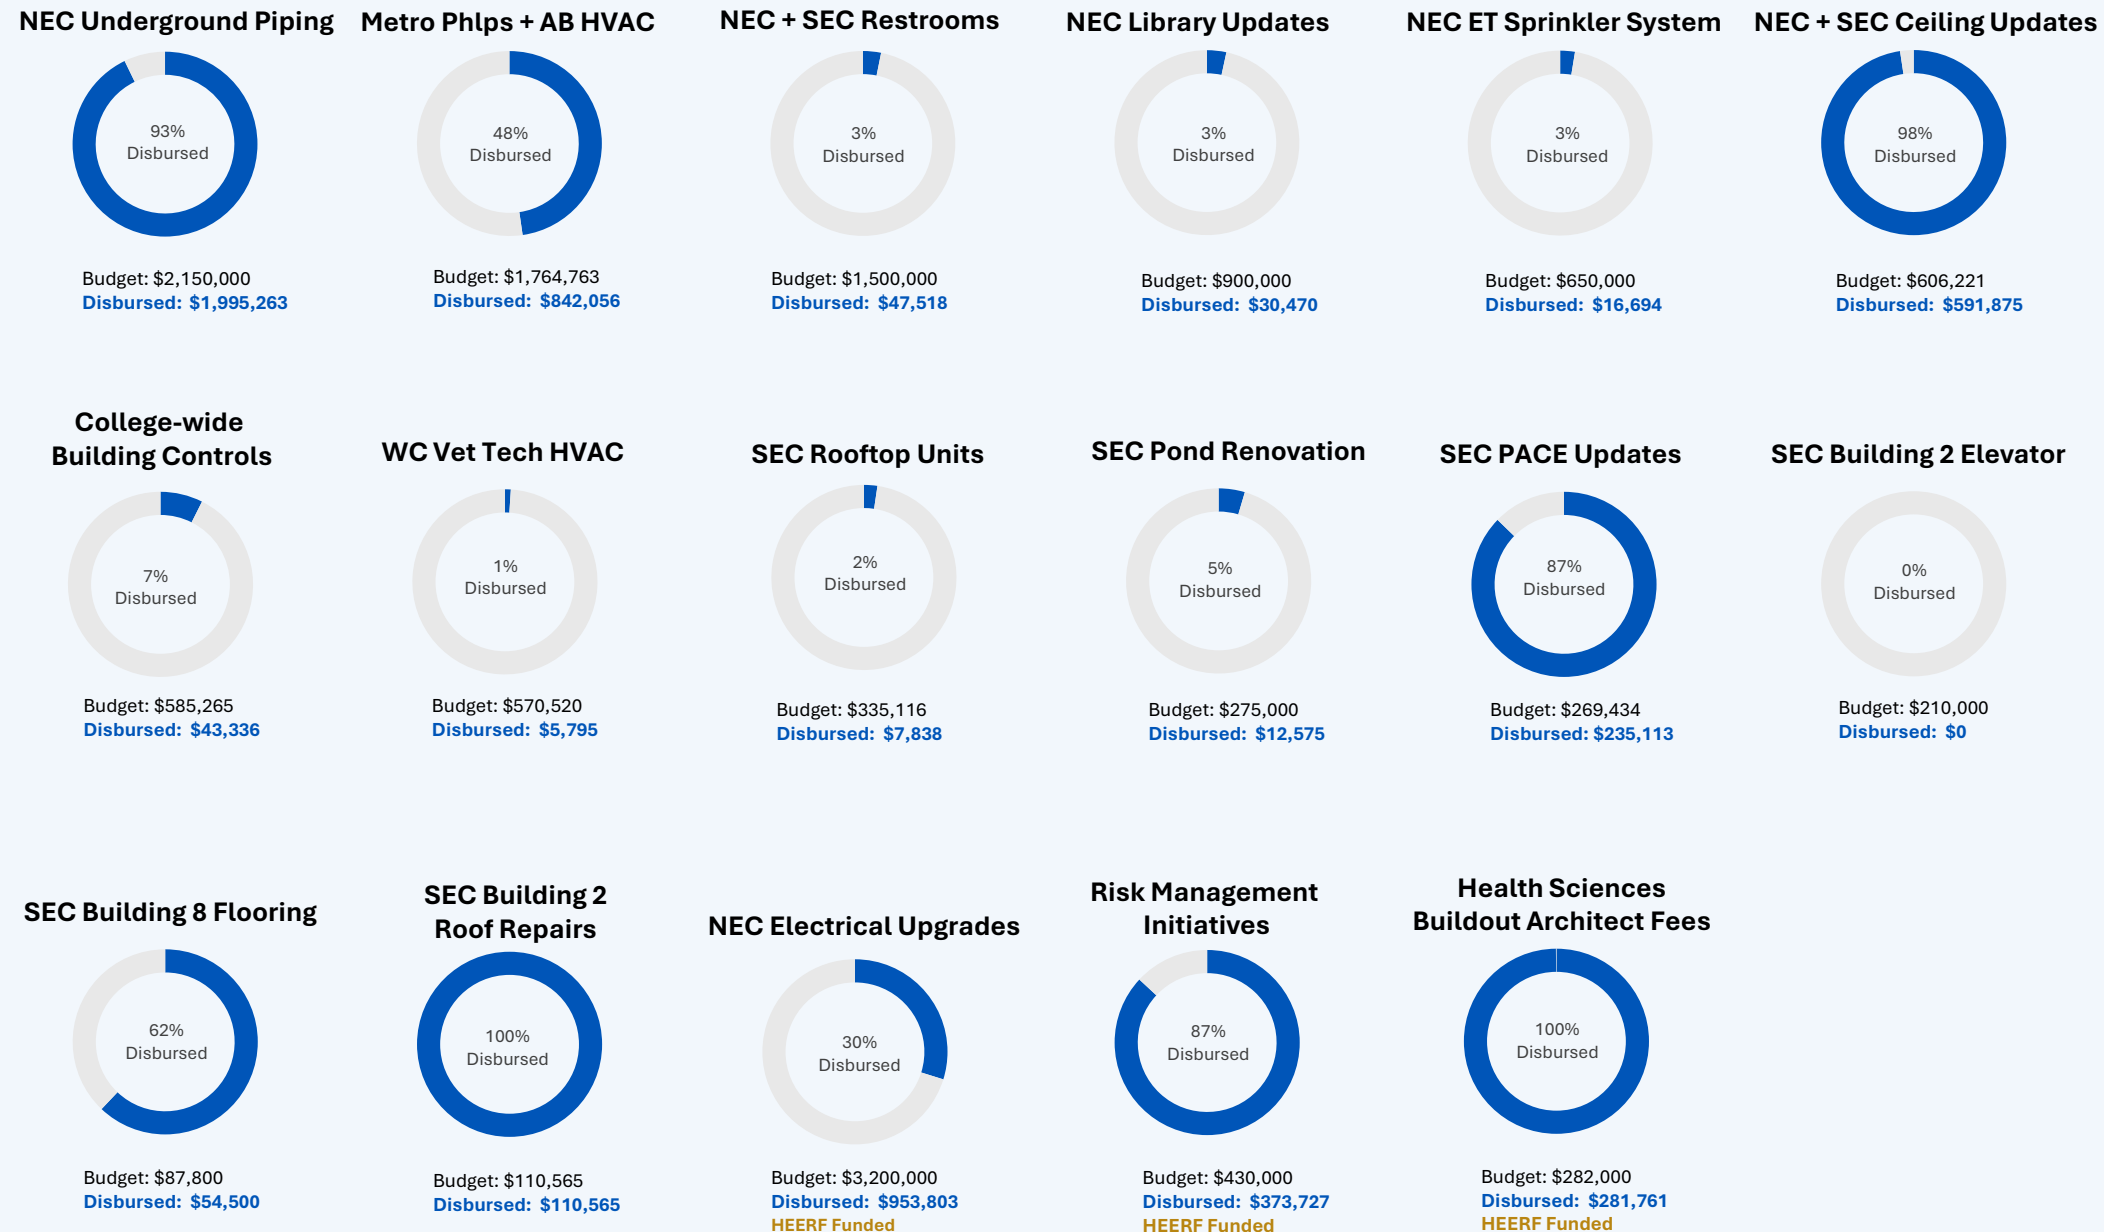 NEC Underground Piping
93%
Disbursed
Budget: $2,150,000
Disbursed: $1,995,263
Metro Phlps + AB HVAC
48%
Disbursed
Budget: $1,764,763
Disbursed: $842,056
NEC + SEC Restrooms
3%
Disbursed
Budget: $1,500,000
Disbursed: $47,518
NEC Library Updates
3%
Disbursed
Budget: $900,000
Disbursed: $30,470
NEC ET Sprinkler System
3%
Disbursed
Budget: $650,000
Disbursed: $16,694
NEC + SEC Ceiling Updates
98%
Disbursed
Budget: $606,221
Disbursed: $591,875
College-wide
Building Controls
7%
Disbursed
Budget: $585,265
Disbursed: $43,336
WC Vet Tech HVAC
1%
Disbursed
Budget: $570,520
Disbursed: $5,795
SEC Rooftop Units
2%
Disbursed
Budget: $335,116
Disbursed: $7,838
SEC Pond Renovation
5%
Disbursed
Budget: $275,000
Disbursed: $12,575
SEC PACE Updates
87%
Disbursed
Budget: $269,434
Disbursed: $235,113
SEC Building 2 Elevator
0%
Disbursed
Budget: $210,000
Disbursed: $0
SEC Building 8 Flooring
62%
Disbursed
Budget: $87,800
Disbursed: $54,500
SEC Building 2
Roof Repairs
100%
Disbursed
Budget: $110,565
Disbursed: $110,565
NEC Electrical Upgrades
30%
Disbursed
Budget: $3,200,000
Disbursed: $953,803
HEERF Funded
Risk Management
Initiatives
87%
Disbursed
Budget: $430,000
Disbursed: $373,727
HEERF Funded
Health Sciences
Buildout Architect Fees
100%
Disbursed
Budget: $282,000
Disbursed: $281,761
HEERF Funded